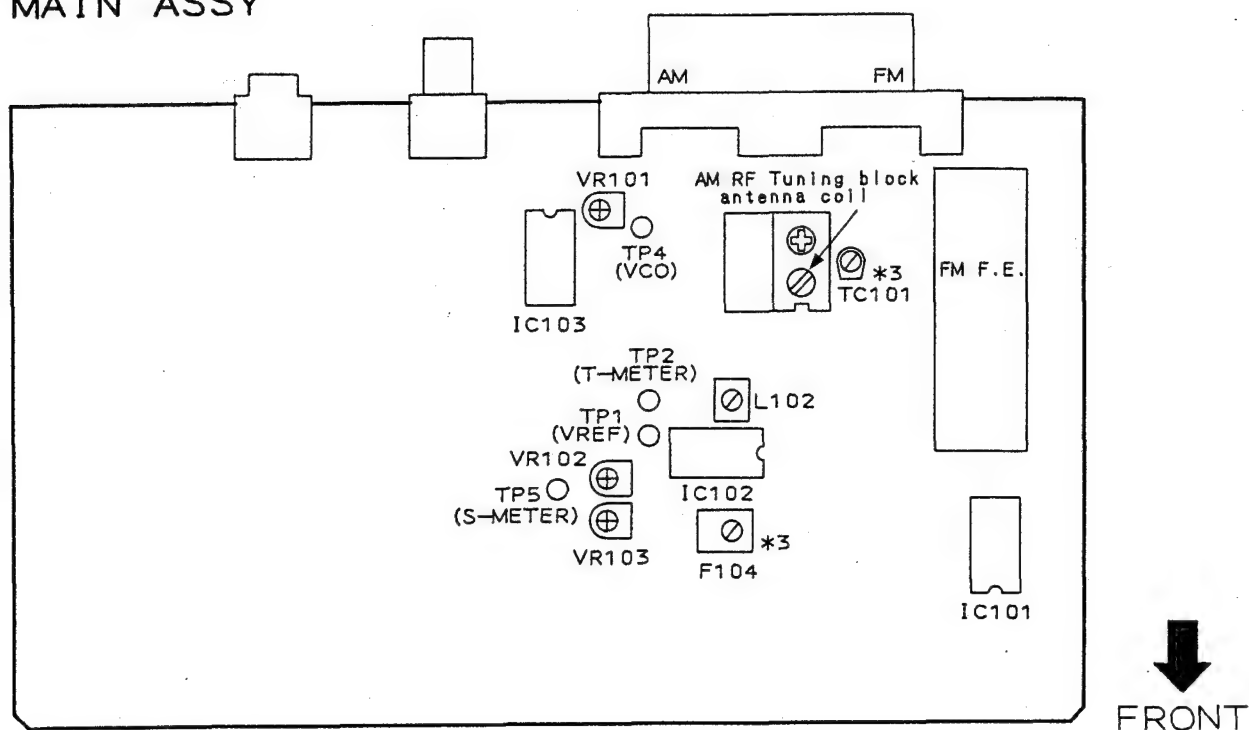 MAIN ASSY
AM
FM
VR101
AM RF Tuning block
antenna coil
TP4
(VCO)
*3
TC101
FM F.E.
IC103
TP2
(T-METER)
L102
TP1
(VREF)
VR102
TP5
(S-METER)
IC102
VR103
*3
F104
IC101
FRONT